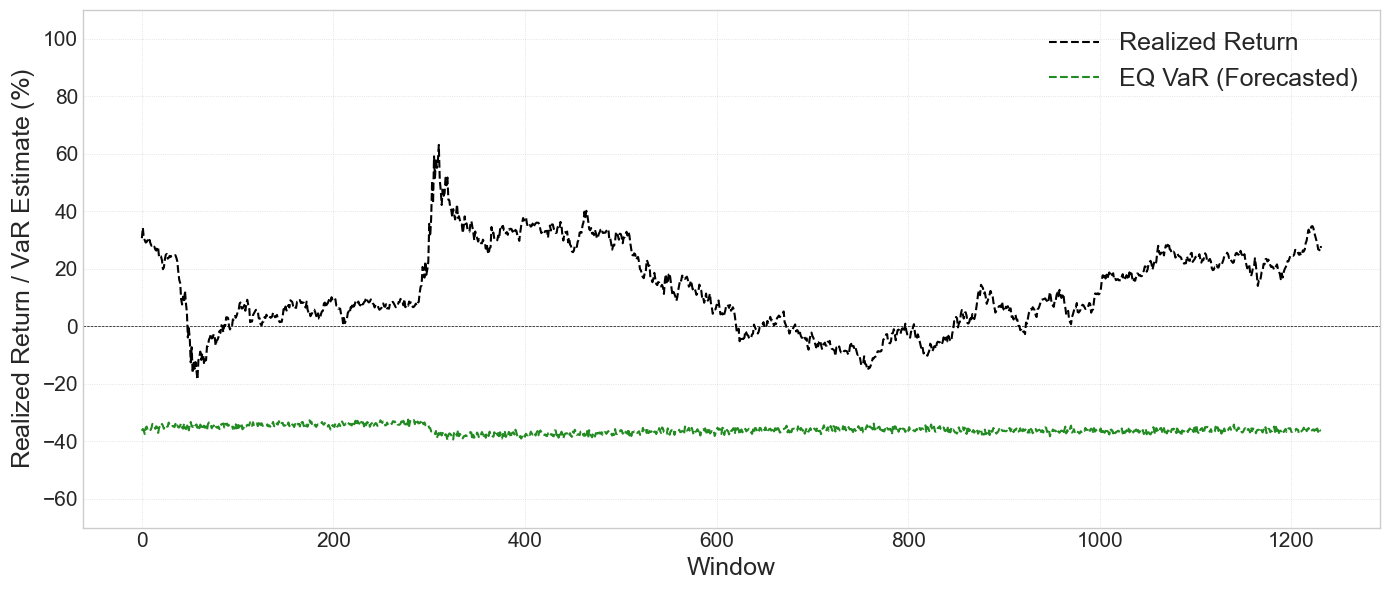 Realized Return / VaR Estimate (%)
100
80
60
40
20
0
−20
−40
−60
Realized Return
EQ VaR (Forecasted)
0 200 400 600 800 1000 1200
Window